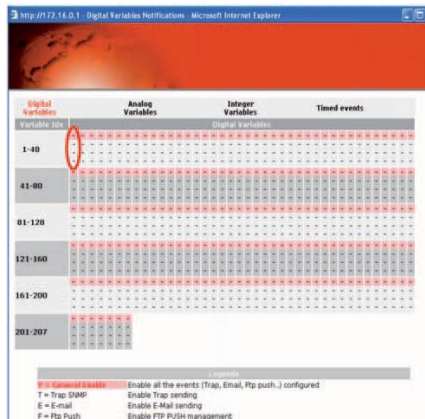 http://172.16.0.1 - Digital Variables Notifications - Microsoft Internet Explorer
Digital Variables Analog Variables Integer Variables Timed events
Variable Idx Digital Variables
1-40
41-80
81-120
121-160
161-200
201-207
Legenda
= General Enable Enable all the events (Trap, Email, Ftp push..) configured
T = Trap SNMP Enable Trap sending
E = E-mail Enable E-Mail sending
F = Ftp Push Enable FTP PUSH management